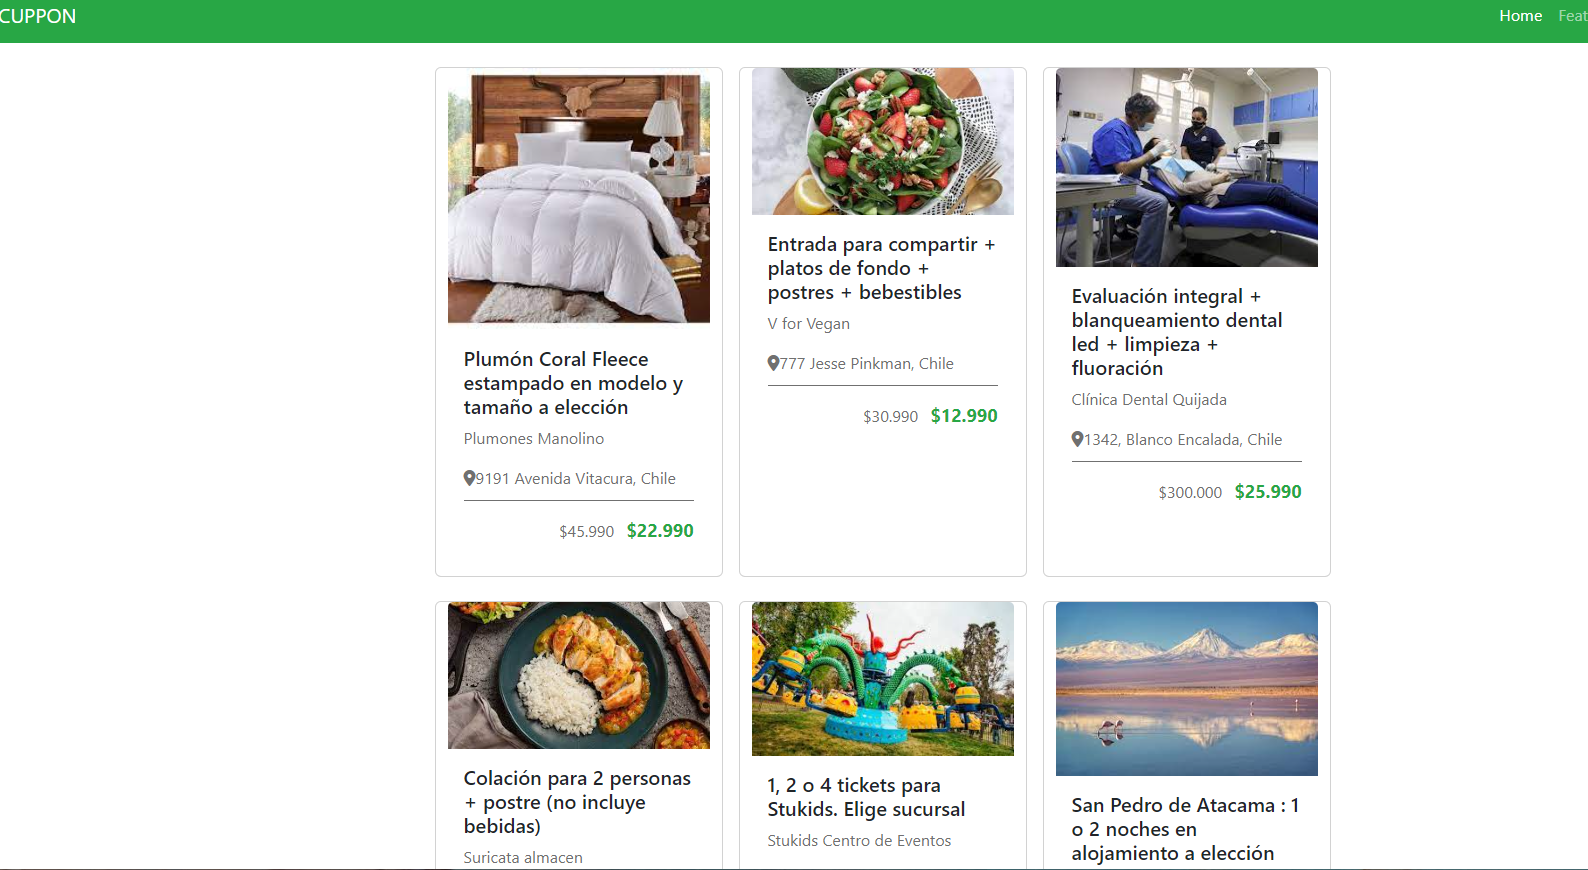 CUPPON
Home Feat
Plumón Coral Fleece
estampado en modelo y
tamaño a elección
Plumones Manolino
9191 Avenida Vitacura, Chile
$45.990 $22.990
Entrada para compartir +
platos de fondo +
postres + bebestibles
V for Vegan
777 Jesse Pinkman, Chile
$30.990 $12.990
Evaluación integral +
blanqueamiento dental
led + limpieza +
fluoración
Clínica Dental Quijada
1342, Blanco Encalada, Chile
$300.000 $25.990
Colación para 2 personas
+ postre (no incluye
bebidas)
Suricata almacen
1, 2 o 4 tickets para
Stukids. Elige sucursal
Stukids Centro de Eventos
San Pedro de Atacama : 1
o 2 noches en
alojamiento a elección